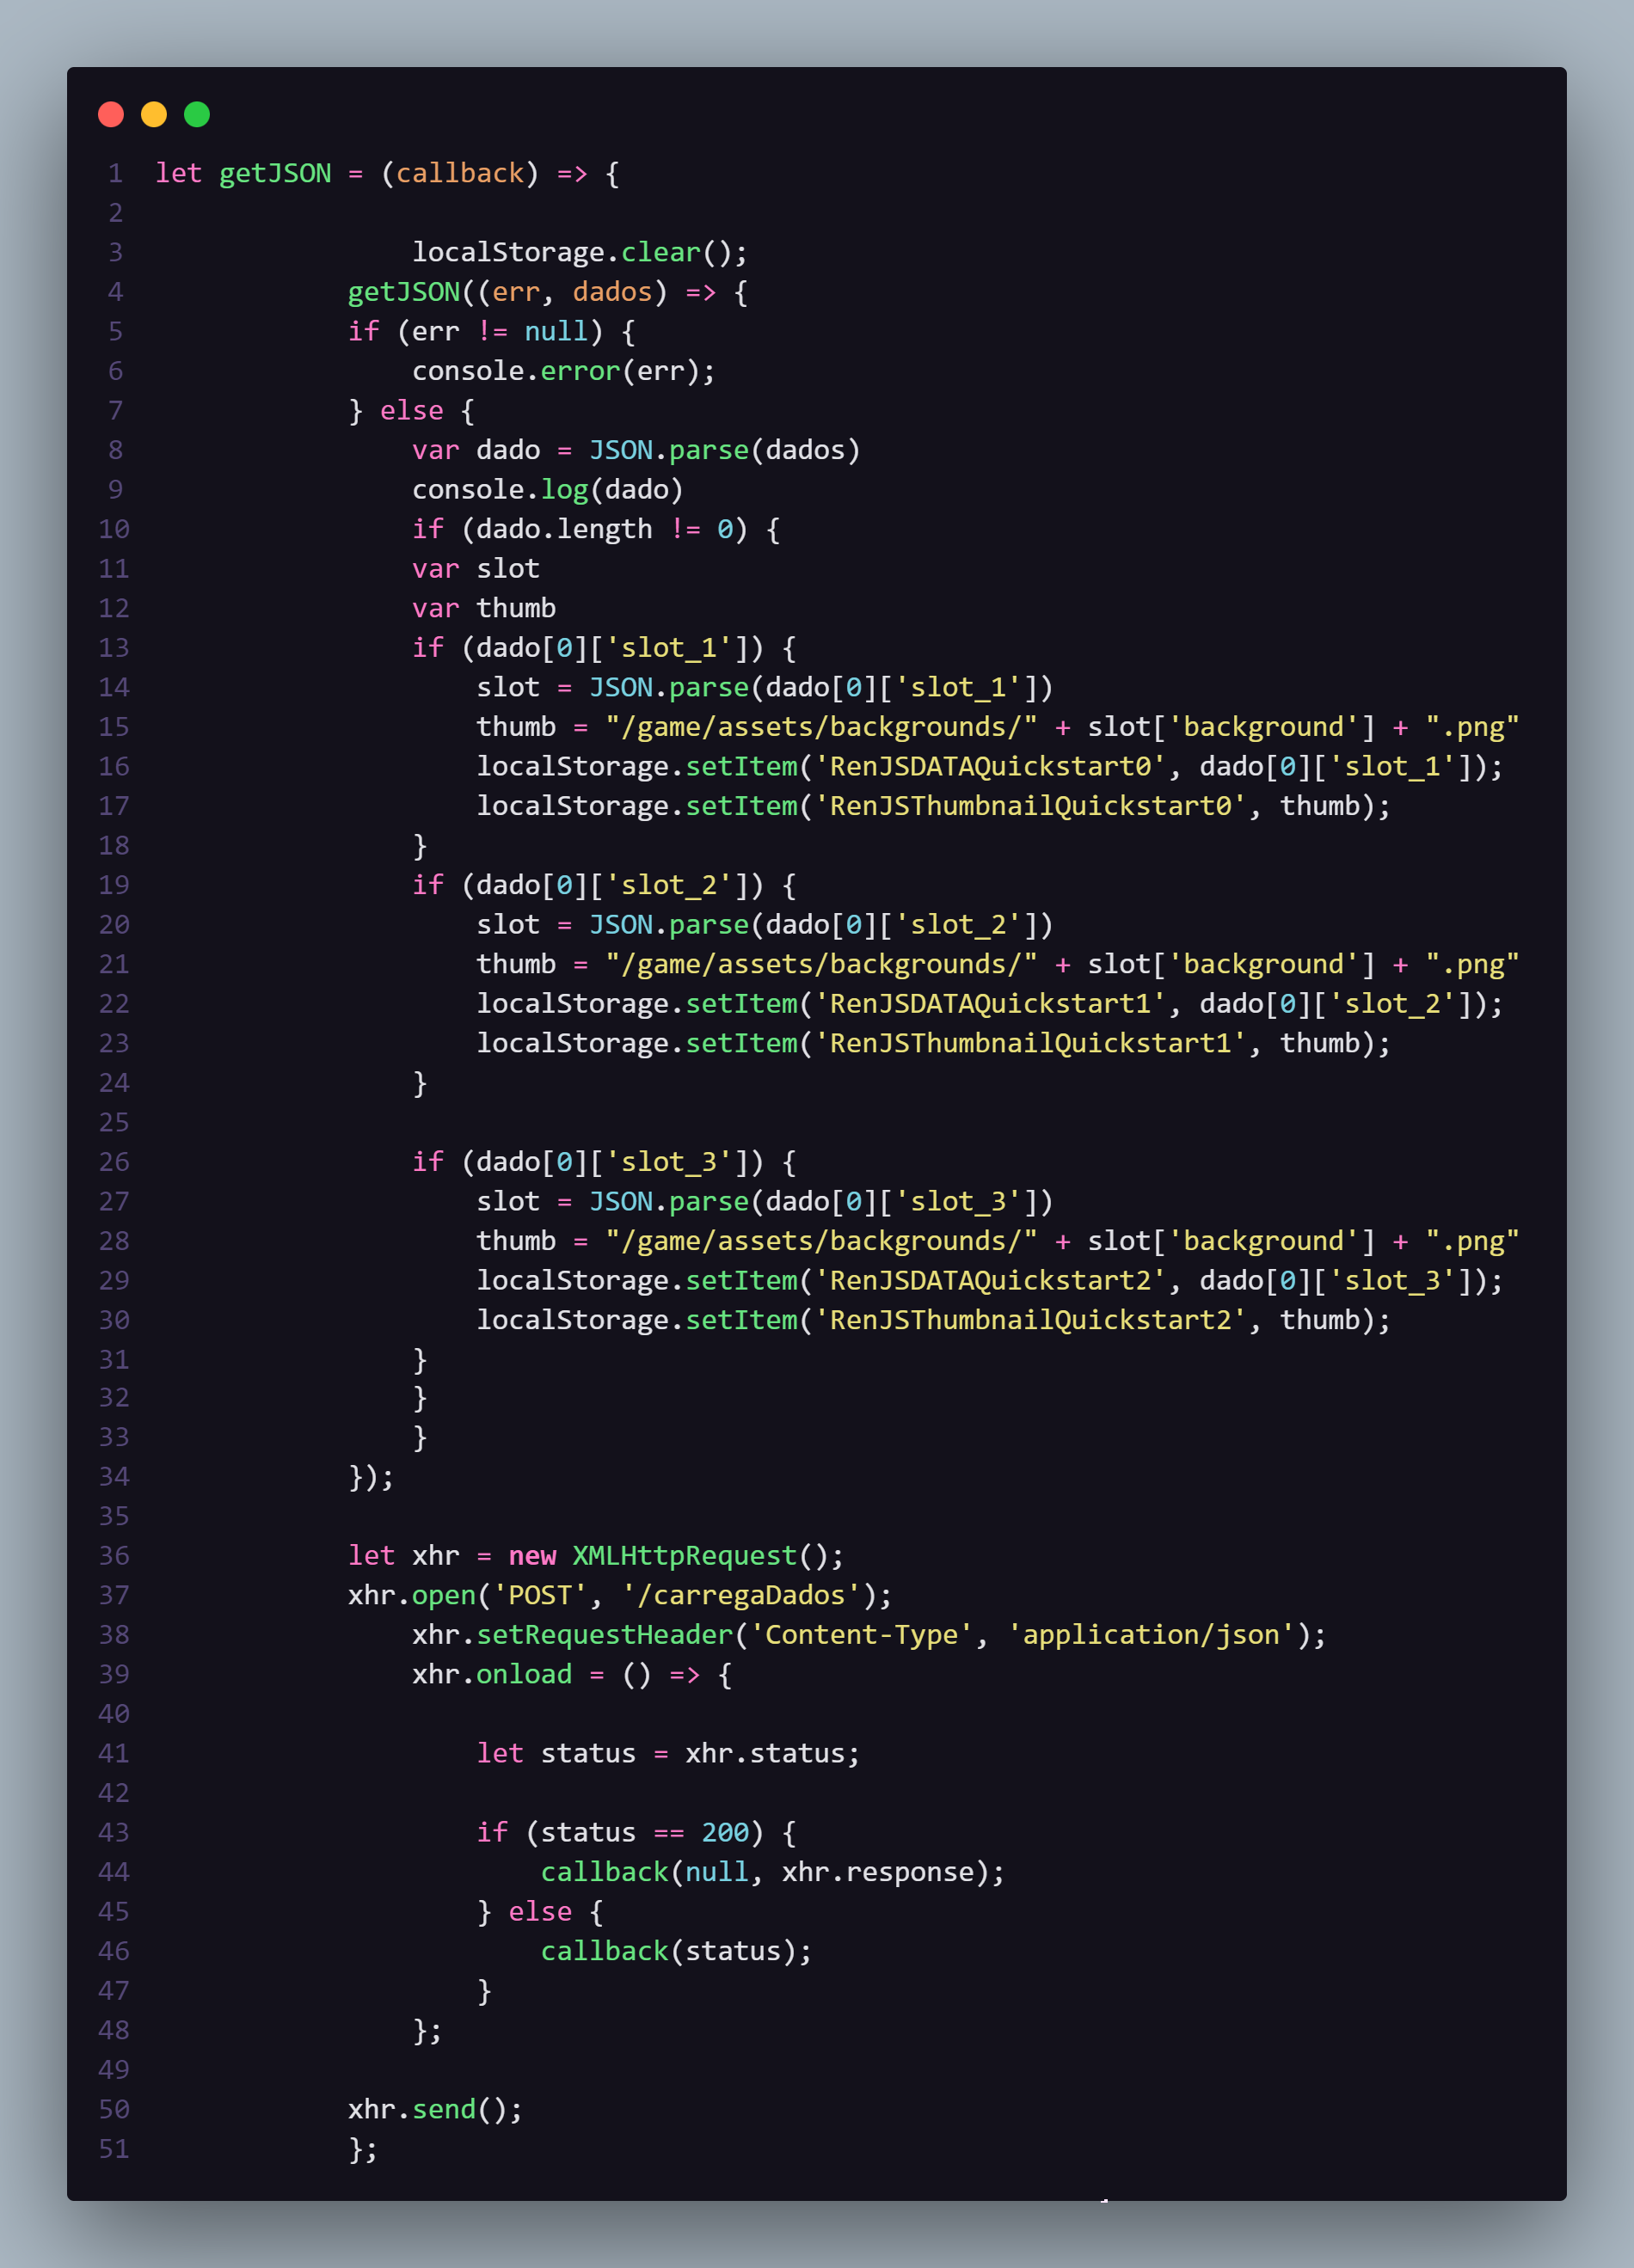 1 let getJSON = (callback) => {
2
3 localStorage.clear();
4 getJSON((err, dados) => {
5 if (err != null) {
6 console.error(err);
7 } else {
8 var dado = JSON.parse(dados)
9 console.log(dado)
10 if (dado.length != 0) {
11 var slot
12 var thumb
13 if (dado[0]['slot_1']) {
14 slot = JSON.parse(dado[0]['slot_1'])
15 thumb = "/game/assets/backgrounds/" + slot['background'] + ".png"
16 localStorage.setItem('RenJSDATAQuickstart0', dado[0]['slot_1']);
17 localStorage.setItem('RenJSThumbnailQuickstart0', thumb);
18 }
19 if (dado[0]['slot_2']) {
20 slot = JSON.parse(dado[0]['slot_2'])
21 thumb = "/game/assets/backgrounds/" + slot['background'] + ".png"
22 localStorage.setItem('RenJSDATAQuickstart1', dado[0]['slot_2']);
23 localStorage.setItem('RenJSThumbnailQuickstart1', thumb);
24 }
25
26 if (dado[0]['slot_3']) {
27 slot = JSON.parse(dado[0]['slot_3'])
28 thumb = "/game/assets/backgrounds/" + slot['background'] + ".png"
29 localStorage.setItem('RenJSDATAQuickstart2', dado[0]['slot_3']);
30 localStorage.setItem('RenJSThumbnailQuickstart2', thumb);
31 }
32 }
33 }
34 });
35
36 let xhr = new XMLHttpRequest();
37 xhr.open('POST', '/carregaDados');
38 xhr.setRequestHeader('Content-Type', 'application/json');
39 xhr.onload = () => {
40
41 let status = xhr.status;
42
43 if (status == 200) {
44 callback(null, xhr.response);
45 } else {
46 callback(status);
47 }
48 };
49
50 xhr.send();
51 };